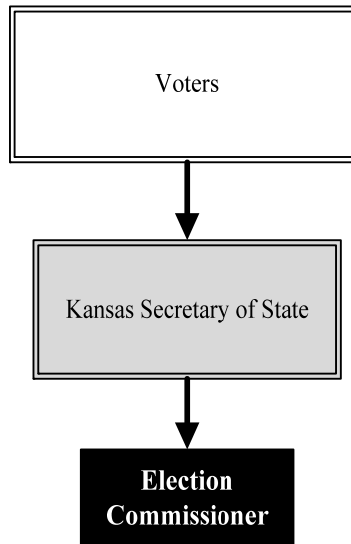 Voters
Kansas Secretary of State
Election
Commissioner